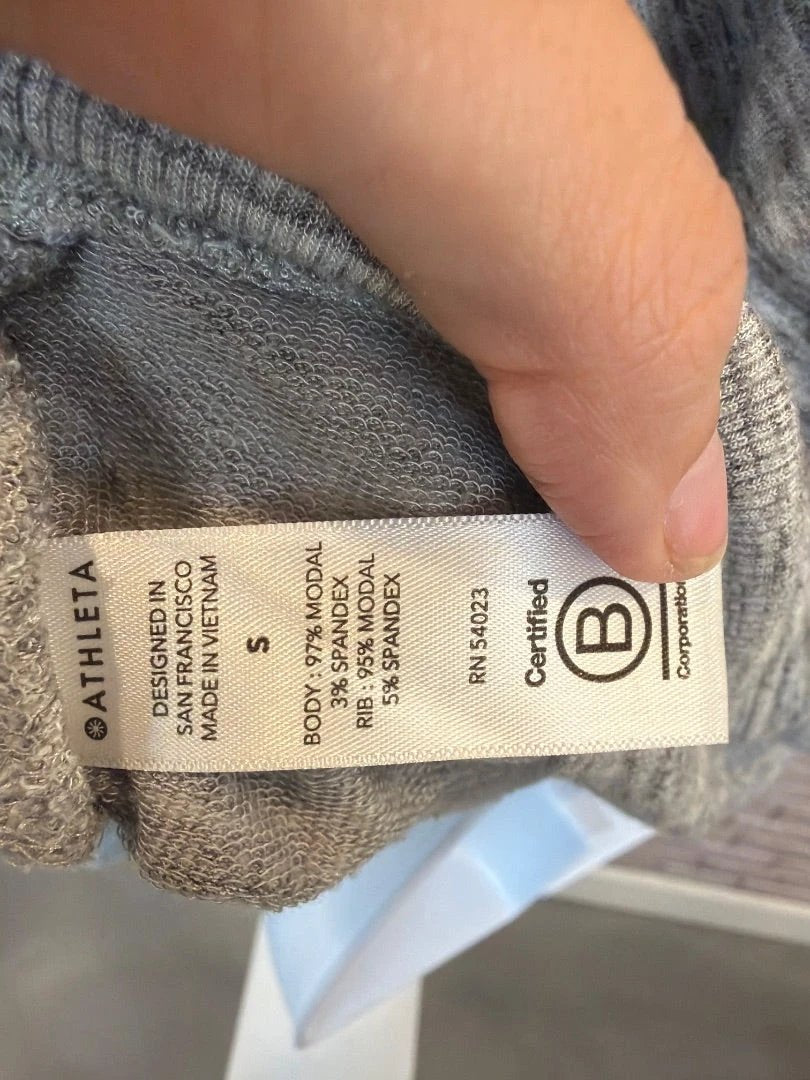 ATHLETA
DESIGNED IN
SAN FRANCISCO
MADE IN VIETNAM
S
BODY : 97% MODAL
3% SPANDEX
RIB : 95% MODAL
5% SPANDEX
RN 54023
Certified
B
Corporation